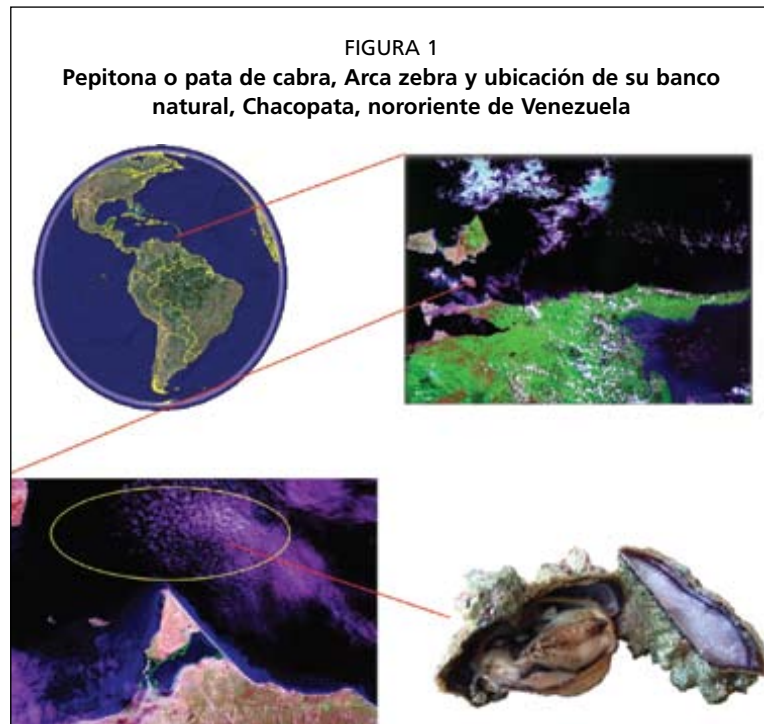 FIGURA 1
Pepitona o pata de cabra, Arca zebra y ubicación de su banco
natural, Chacopata, nororiente de Venezuela